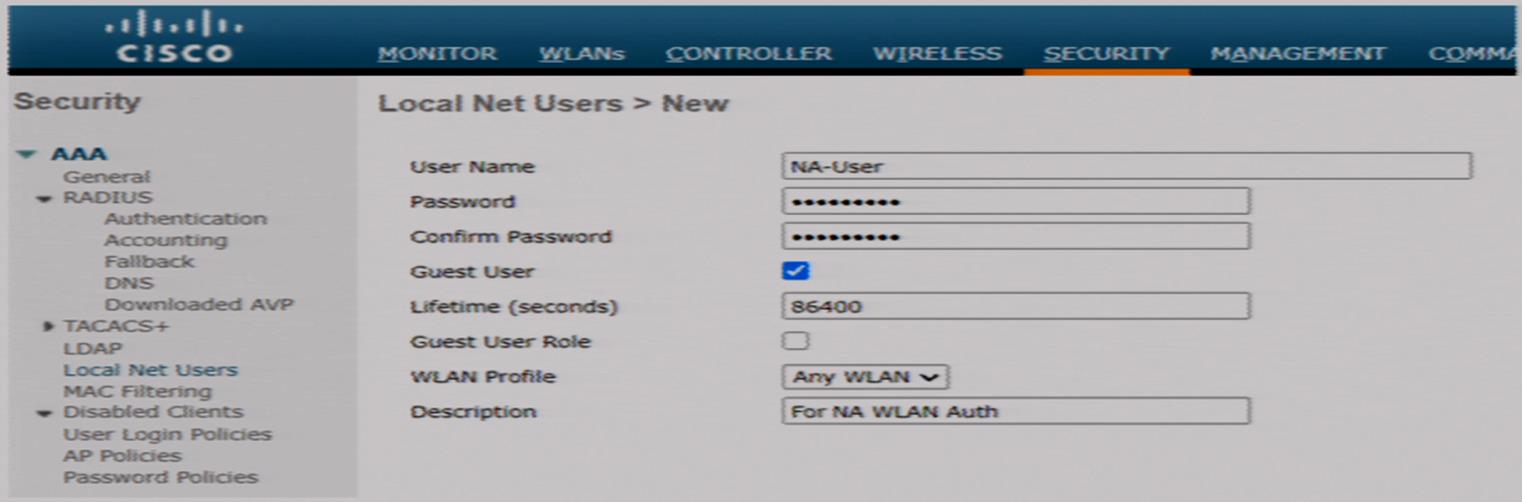 CISCO
MONITOR WLANs CONTROLLER WIRELESS SECURITY MANAGEMENT COMMA
Security
AAA
General
RADIUS
Authentication
Accounting
Fallback
DNS
Downloaded AVP
TACACS+
LDAP
Local Net Users
MAC Filtering
Disabled Clients
User Login Policies
AP Policies
Password Policies
Local Net Users > New
User Name NA-User
Password •••••••••
Confirm Password •••••••••
Guest User
Lifetime (seconds) 86400
Guest User Role
WLAN Profile Any WLAN
Description For NA WLAN Auth